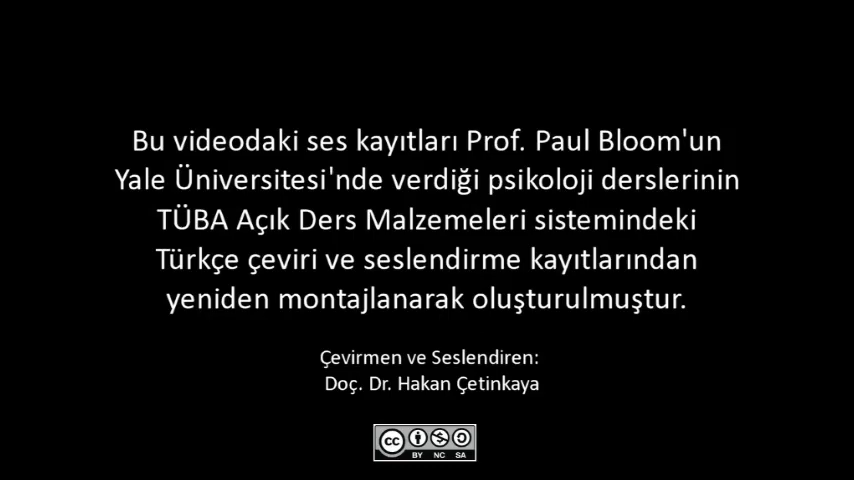 Bu videodaki ses kayıtları Prof. Paul Bloom'un
Yale Üniversitesi'nde verdiği psikoloji derslerinin
TÜBA Açık Ders Malzemeleri sistemindeki
Türkçe çeviri ve seslendirme kayıtlarından
yeniden montajlanarak oluşturulmuştur.
Çevirmen ve Seslendiren:
Doç. Dr. Hakan Çetinkaya
cc
BY NC SA